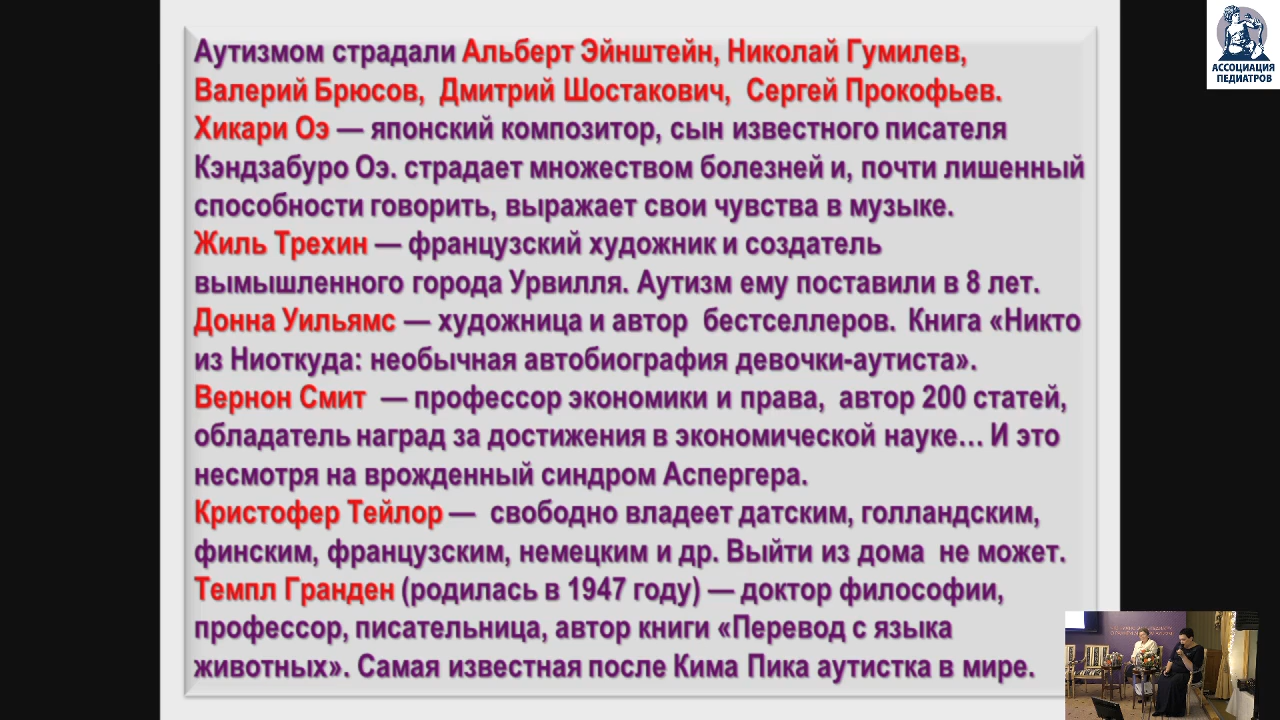 Аутизмом страдали Альберт Эйнштейн, Николай Гумилев,
Валерий Брюсов, Дмитрий Шостакович, Сергей Прокофьев.
Хикари Оэ — японский композитор, сын известного писателя
Кэндзабуро Оэ. страдает множеством болезней и, почти лишенный
способности говорить, выражает свои чувства в музыке.
Жиль Трехин — французский художник и создатель
вымышленного города Урвилля. Аутизм ему поставили в 8 лет.
Донна Уильямс — художница и автор бестселлеров. Книга «Никто
из Ниоткуда: необычная автобиография девочки-аутиста».
Вернон Смит — профессор экономики и права, автор 200 статей,
обладатель наград за достижения в экономической науке… И это
несмотря на врожденный синдром Аспергера.
Кристофер Тейлор — свободно владеет датским, голландским,
финским, французским, немецким и др. Выйти из дома не может.
Темпл Гранден (родилась в 1947 году) — доктор философии,
профессор, писательница, автор книги «Перевод с языка
животных». Самая известная после Кима Пика аутистка в мире.
АССОЦИАЦИЯ
ПЕДИАТРОВ